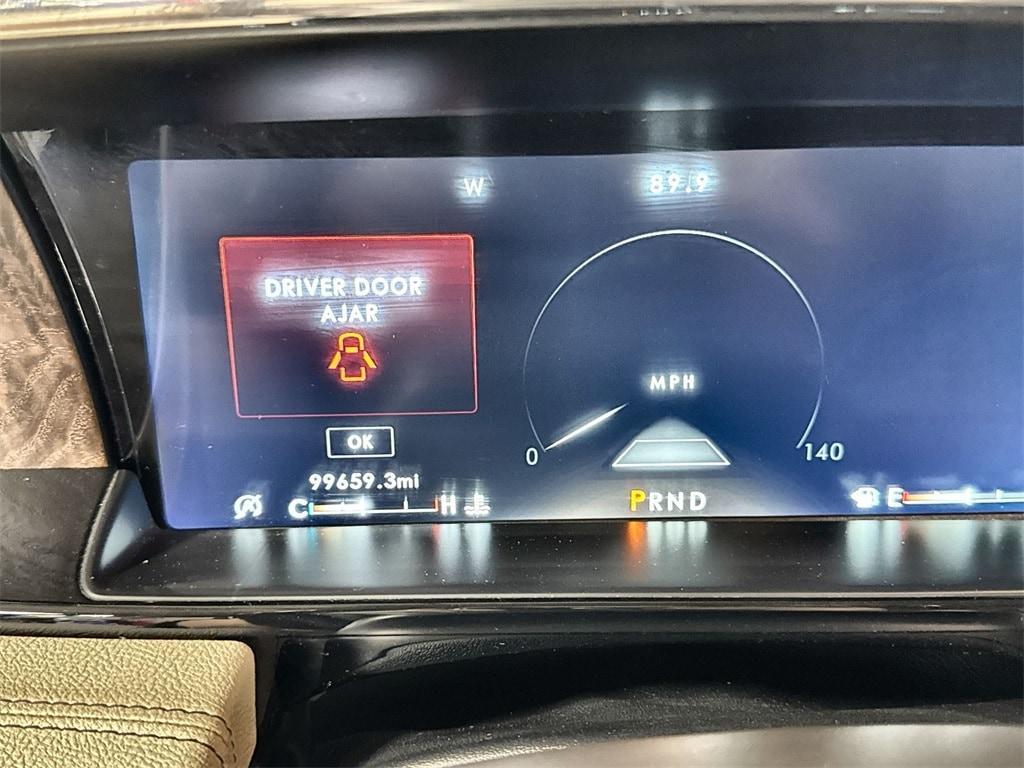 W
89.9
DRIVER DOOR
AJAR
MPH
OK
0
140
99659.3mi
C H
PRND
E